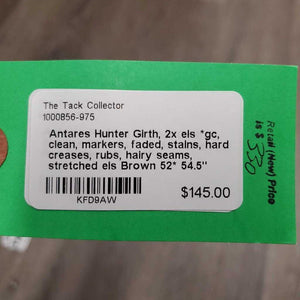 The Tack Collector
1000856-975
Antares Hunter Girth, 2x els *gc,
clean, markers, faded, stains, hard
creases, rubs, hairy seams,
stretched els Brown 52* 54.5"
$145.00
KFD9AW
Retail (New) Price
is $ 330